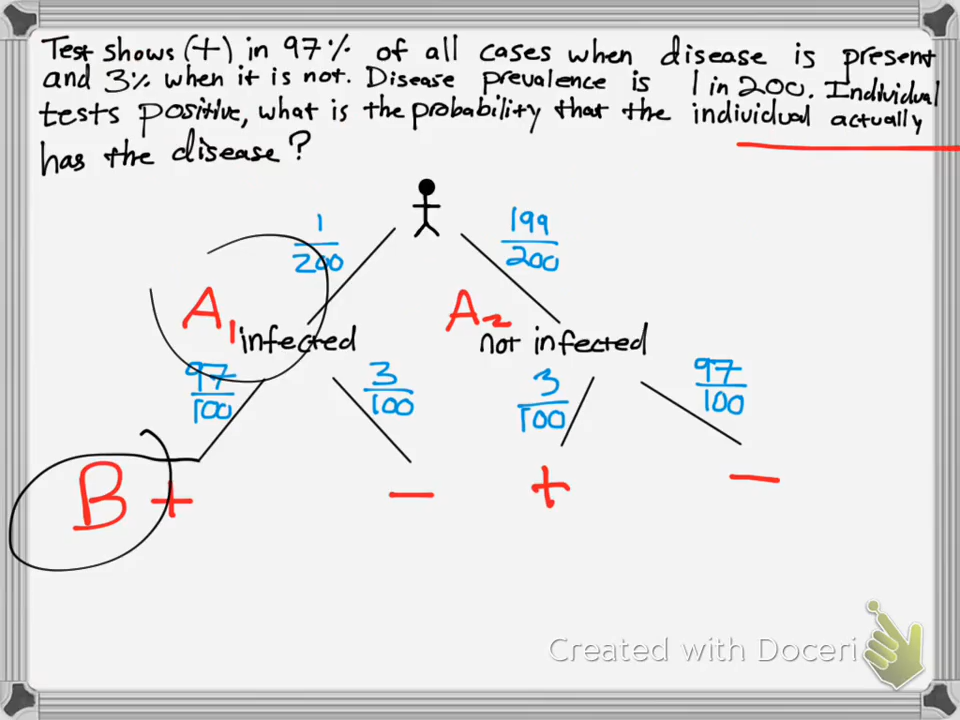 Test shows (+) in 97% of all cases when disease is present
and 3% when it is not. Disease prevalence is 1 in 200. Individual
tests positive, what is the probability that the individual actually
has the disease?
1/200
199/200
A1
infected
A2
not infected
97/100
3/100
3/100
97/100
B +
−
+
−
Created with Doceri